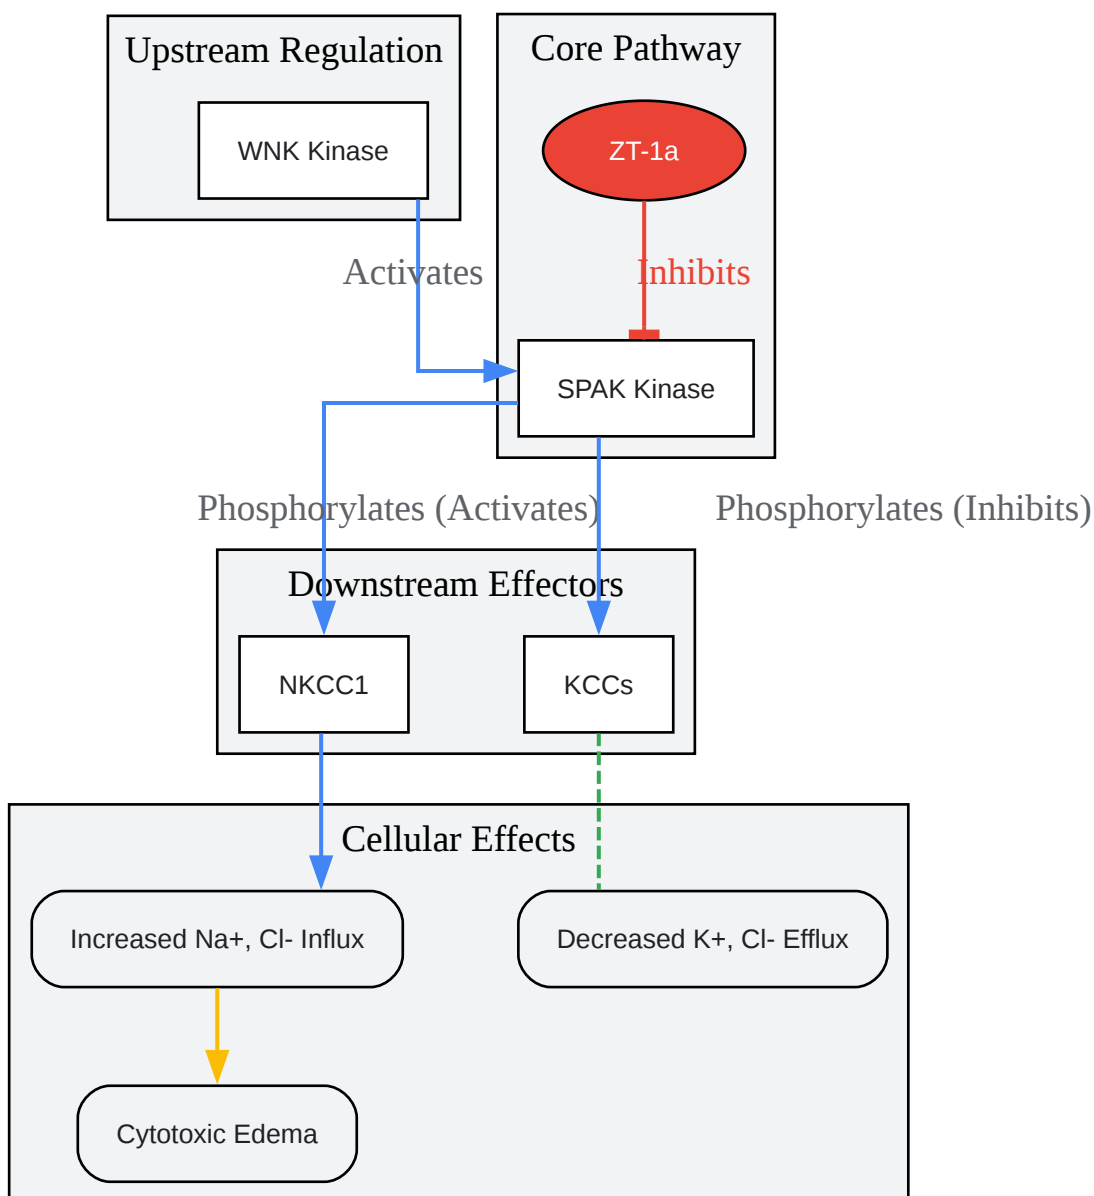 Upstream Regulation
Core Pathway
WNK Kinase
ZT-1a
Activates
Inhibits
SPAK Kinase
Phosphorylates (Activates)
Phosphorylates (Inhibits)
Downstream Effectors
NKCC1
KCCs
Cellular Effects
Increased Na+, Cl- Influx
Decreased K+, Cl- Efflux
Cytotoxic Edema